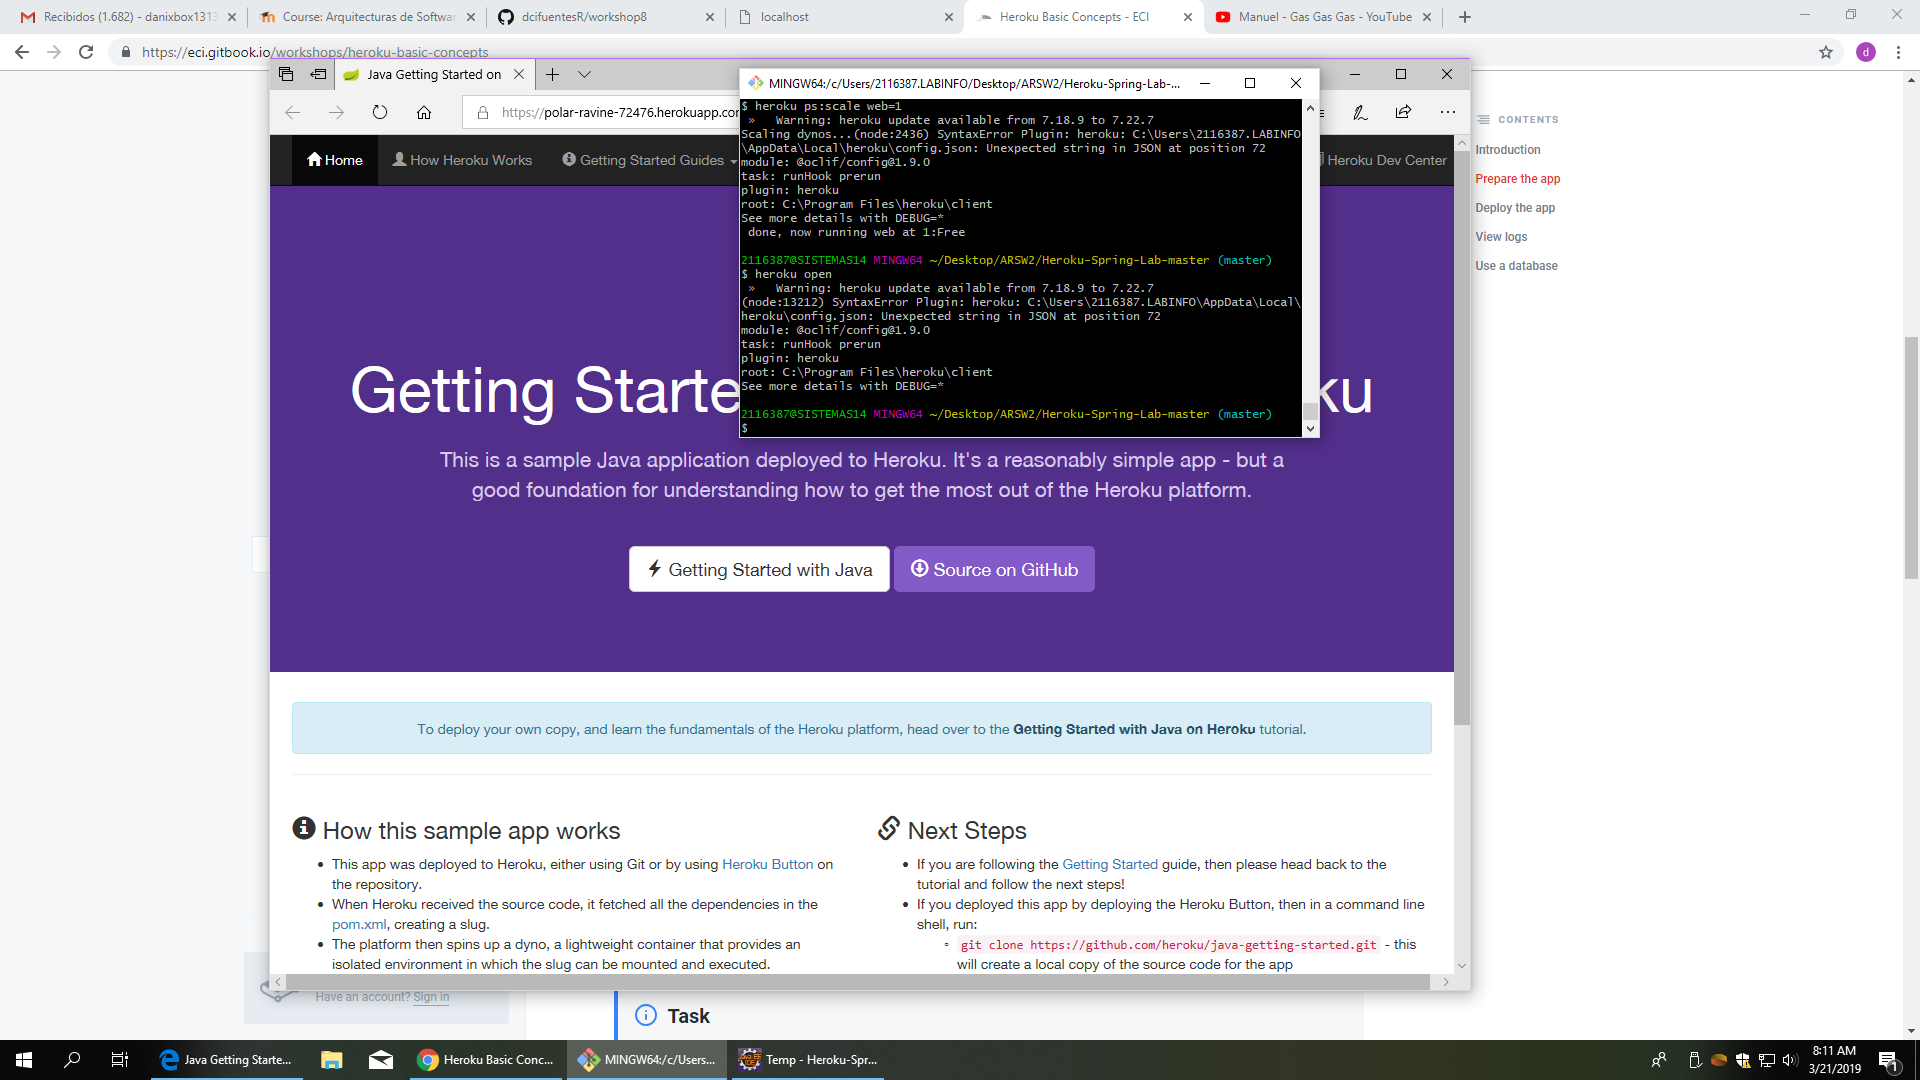 Recibidos (1.682) - danixbox1313
Course: Arquitecturas de Softwar
dcifuentesR/workshop8
localhost
Heroku Basic Concepts - ECI
Manuel - Gas Gas Gas - YouTube
https://eci.gitbook.io/workshops/heroku-basic-concepts
d
Java Getting Started on
https://polar-ravine-72476.herokuapp.con
Home
How Heroku Works
Getting Started Guides
Heroku Dev Center
MINGW64:/c/Users/2116387.LABINFO/Desktop/ARSW2/Heroku-Spring-Lab-...
$ heroku ps:scale web=1
» Warning: heroku update available from 7.18.9 to 7.22.7
Scaling dynos...(node:2436) SyntaxError Plugin: heroku: C:\Users\2116387.LABINFO
\AppData\Local\heroku\config.json: Unexpected string in JSON at position 72
module: @oclif/config@1.9.0
task: runHook prerun
plugin: heroku
root: C:\Program Files\heroku\client
See more details with DEBUG=*
done, now running web at 1:Free
2116387@SISTEMAS14 MINGW64 ~/Desktop/ARSW2/Heroku-Spring-Lab-master (master)
$ heroku open
» Warning: heroku update available from 7.18.9 to 7.22.7
(node:13212) SyntaxError Plugin: heroku: C:\Users\2116387.LABINFO\AppData\Local\
heroku\config.json: Unexpected string in JSON at position 72
module: @oclif/config@1.9.0
task: runHook prerun
plugin: heroku
root: C:\Program Files\heroku\client
See more details with DEBUG=*
2116387@SISTEMAS14 MINGW64 ~/Desktop/ARSW2/Heroku-Spring-Lab-master (master)
$
CONTENTS
Introduction
Prepare the app
Deploy the app
View logs
Use a database
Getting Starte
ku
This is a sample Java application deployed to Heroku. It's a reasonably simple app - but a
good foundation for understanding how to get the most out of the Heroku platform.
Getting Started with Java
Source on GitHub
To deploy your own copy, and learn the fundamentals of the Heroku platform, head over to the Getting Started with Java on Heroku tutorial.
How this sample app works
• This app was deployed to Heroku, either using Git or by using Heroku Button on
the repository.
• When Heroku received the source code, it fetched all the dependencies in the
pom.xml, creating a slug.
• The platform then spins up a dyno, a lightweight container that provides an
isolated environment in which the slug can be mounted and executed.
Next Steps
• If you are following the Getting Started guide, then please head back to the
tutorial and follow the next steps!
• If you deployed this app by deploying the Heroku Button, then in a command line
shell, run:
git clone https://github.com/heroku/java-getting-started.git - this
will create a local copy of the source code for the app
Have an account? Sign in
Task
Java Getting Starte...
Heroku Basic Conc...
MINGW64:/c/Users...
Temp - Heroku-Spr...
8:11 AM
3/21/2019
1